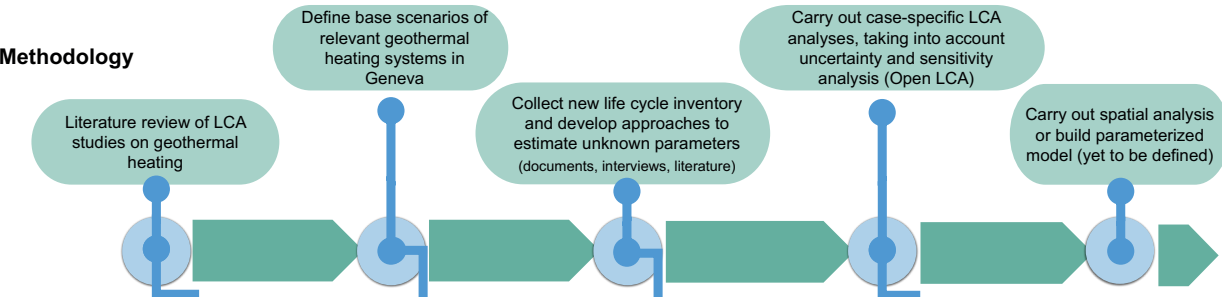 Methodology
Literature review of LCA
studies on geothermal
heating
Define base scenarios of
relevant geothermal
heating systems in
Geneva
Collect new life cycle inventory
and develop approaches to
estimate unknown parameters
(documents, interviews, literature)
Carry out case-specific LCA
analyses, taking into account
uncertainty and sensitivity
analysis (Open LCA)
Carry out spatial analysis
or build parameterized
model (yet to be defined)